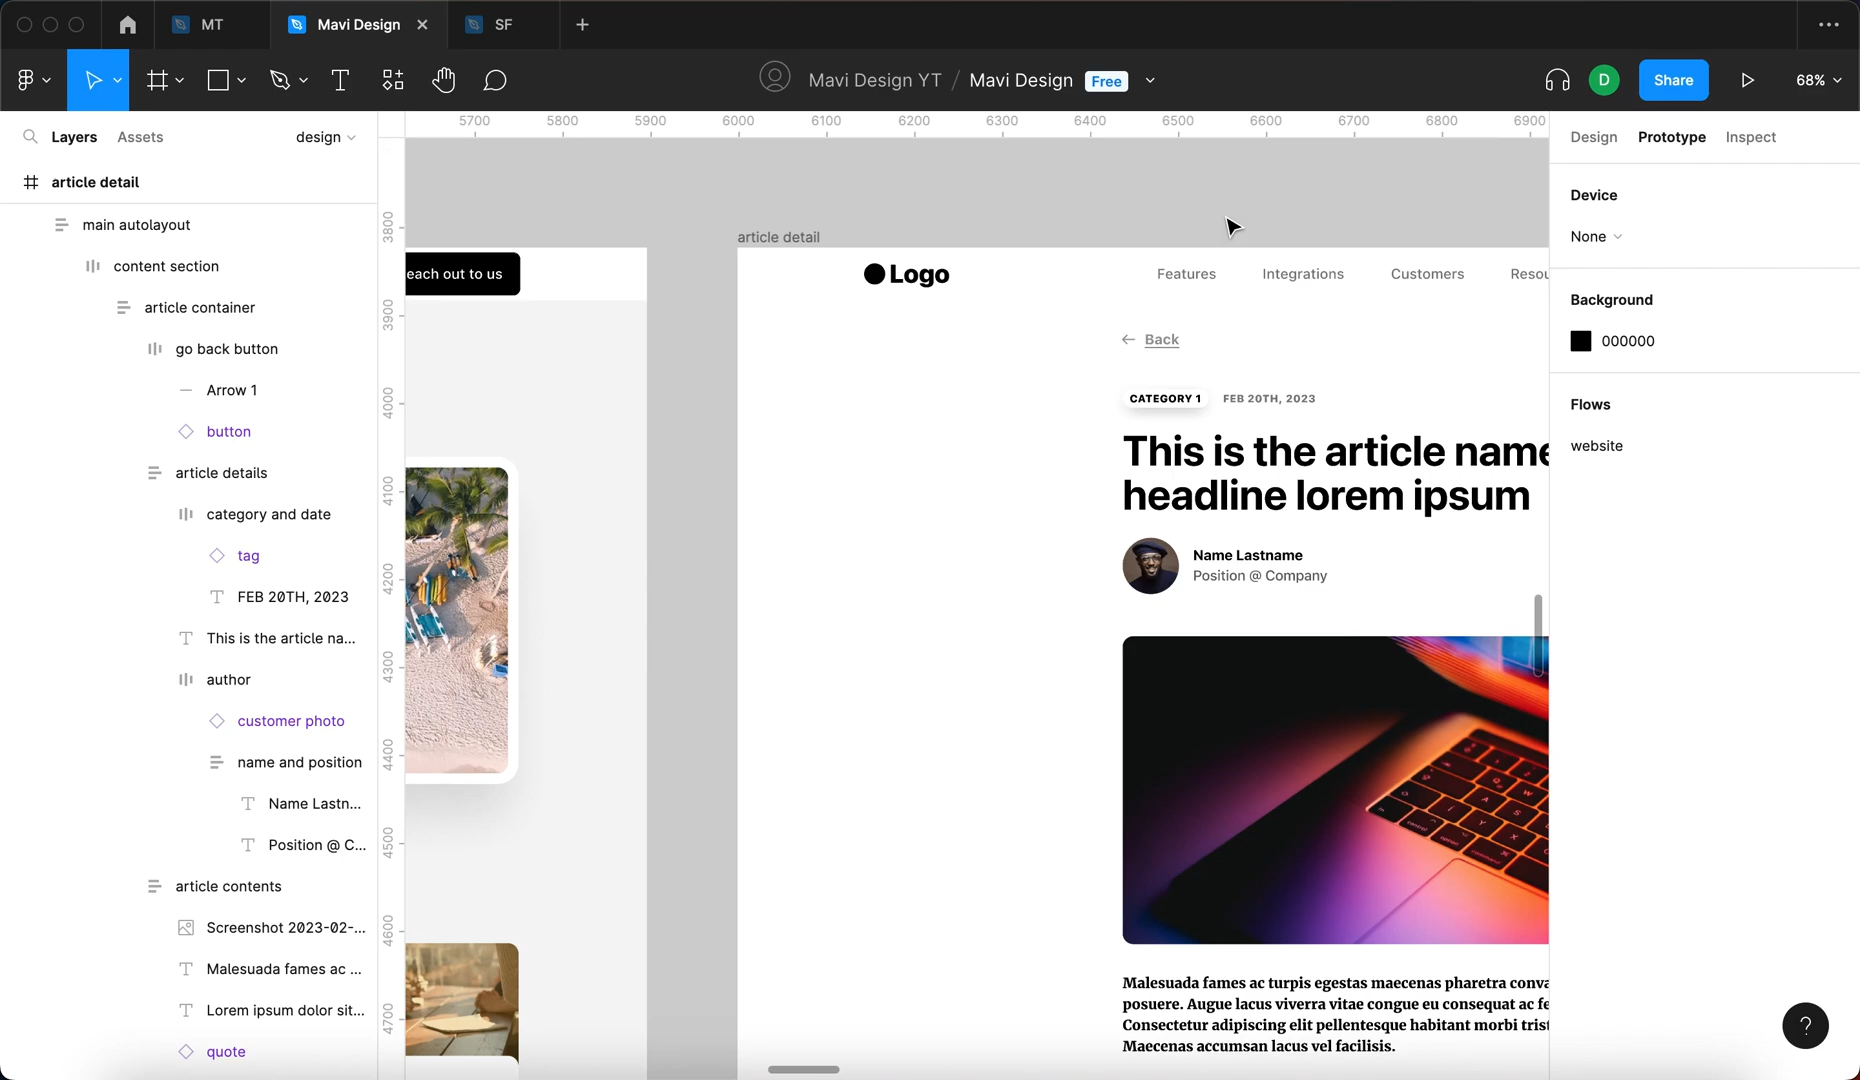 MT
Mavi Design
SF
Mavi Design YT / Mavi Design Free
D
Share
68%
Layers
Assets
design
article detail
main autolayout
content section
article container
go back button
Arrow 1
button
article details
category and date
tag
FEB 20TH, 2023
This is the article na...
author
customer photo
name and position
Name Lastn...
Position @ C...
article contents
Screenshot 2023-02-...
Malesuada fames ac ...
Lorem ipsum dolor sit...
quote
5700 5800 5900 6000 6100 6200 6300 6400 6500 6600 6700 6800 6900
3800
3900
4000
4100
4200
4300
4400
4500
4600
4700
each out to us
article detail
Logo
Features
Integrations
Customers
Resou
Back
CATEGORY 1
FEB 20TH, 2023
This is the article name
headline lorem ipsum
Name Lastname
Position @ Company
Malesuada fames ac turpis egestas maecenas pharetra conva
posuere. Augue lacus viverra vitae congue eu consequat ac fe
Consectetur adipiscing elit pellentesque habitant morbi trist
Maecenas accumsan lacus vel facilisis.
Design
Prototype
Inspect
Device
None
Background
000000
Flows
website
?